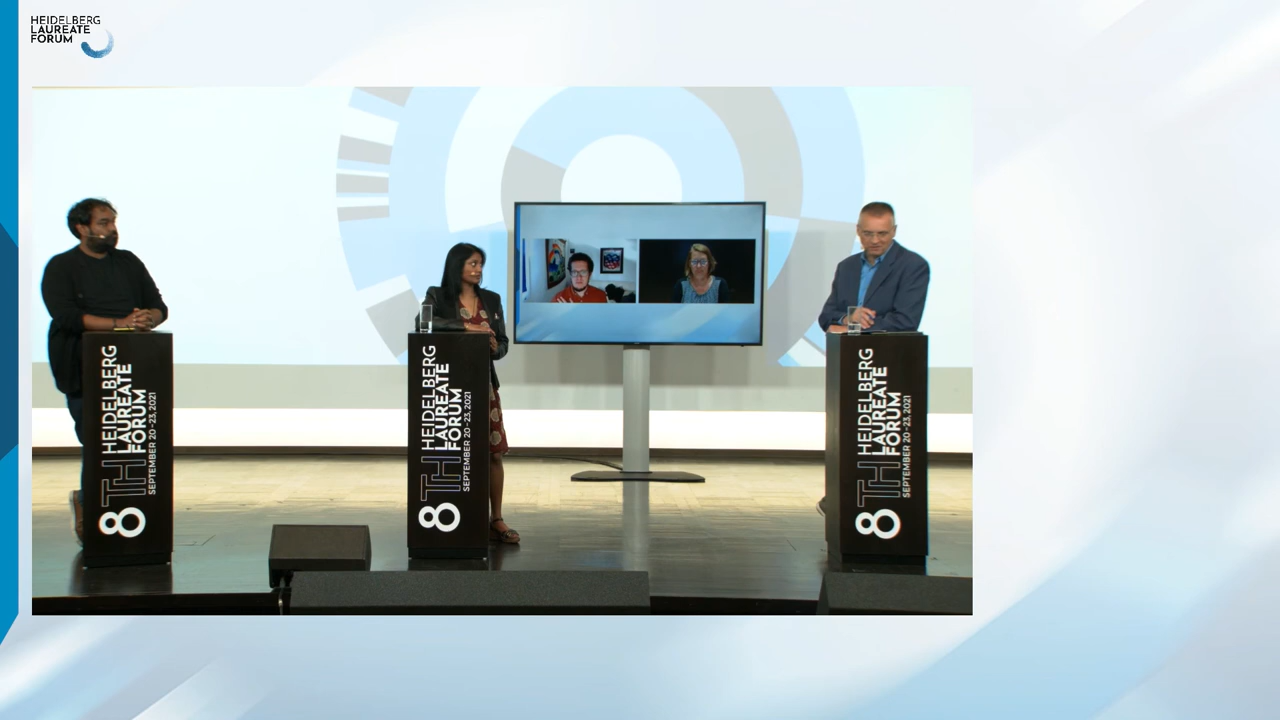 HEIDELBERG
LAUREATE
FORUM
8TH HEIDELBERG
LAUREATE
FORUM
SEPTEMBER 20–23, 2021
8TH HEIDELBERG
LAUREATE
FORUM
SEPTEMBER 20–23, 2021
8TH HEIDELBERG
LAUREATE
FORUM
SEPTEMBER 20–23, 2021